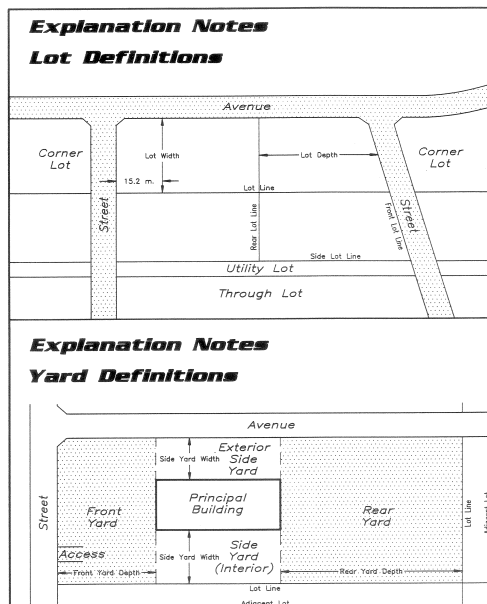 Explanation Notes
Lot Definitions
Avenue
Corner
Lot
Lot Width
Lot Depth
Corner
Lot
15.2 m.
Lot Line
Street
Rear Lot Line
Front Lot Line
Street
Side Lot Line
Utility Lot
Through Lot
Explanation Notes
Yard Definitions
Avenue
Street
Side Yard Width
Exterior
Side
Yard
Front
Yard
Principal
Building
Rear
Yard
Lot Line
Access
Side Yard Width
Side
Yard
(Interior)
Front Yard Depth
Rear Yard Depth
Lot Line
Adjacent Lot